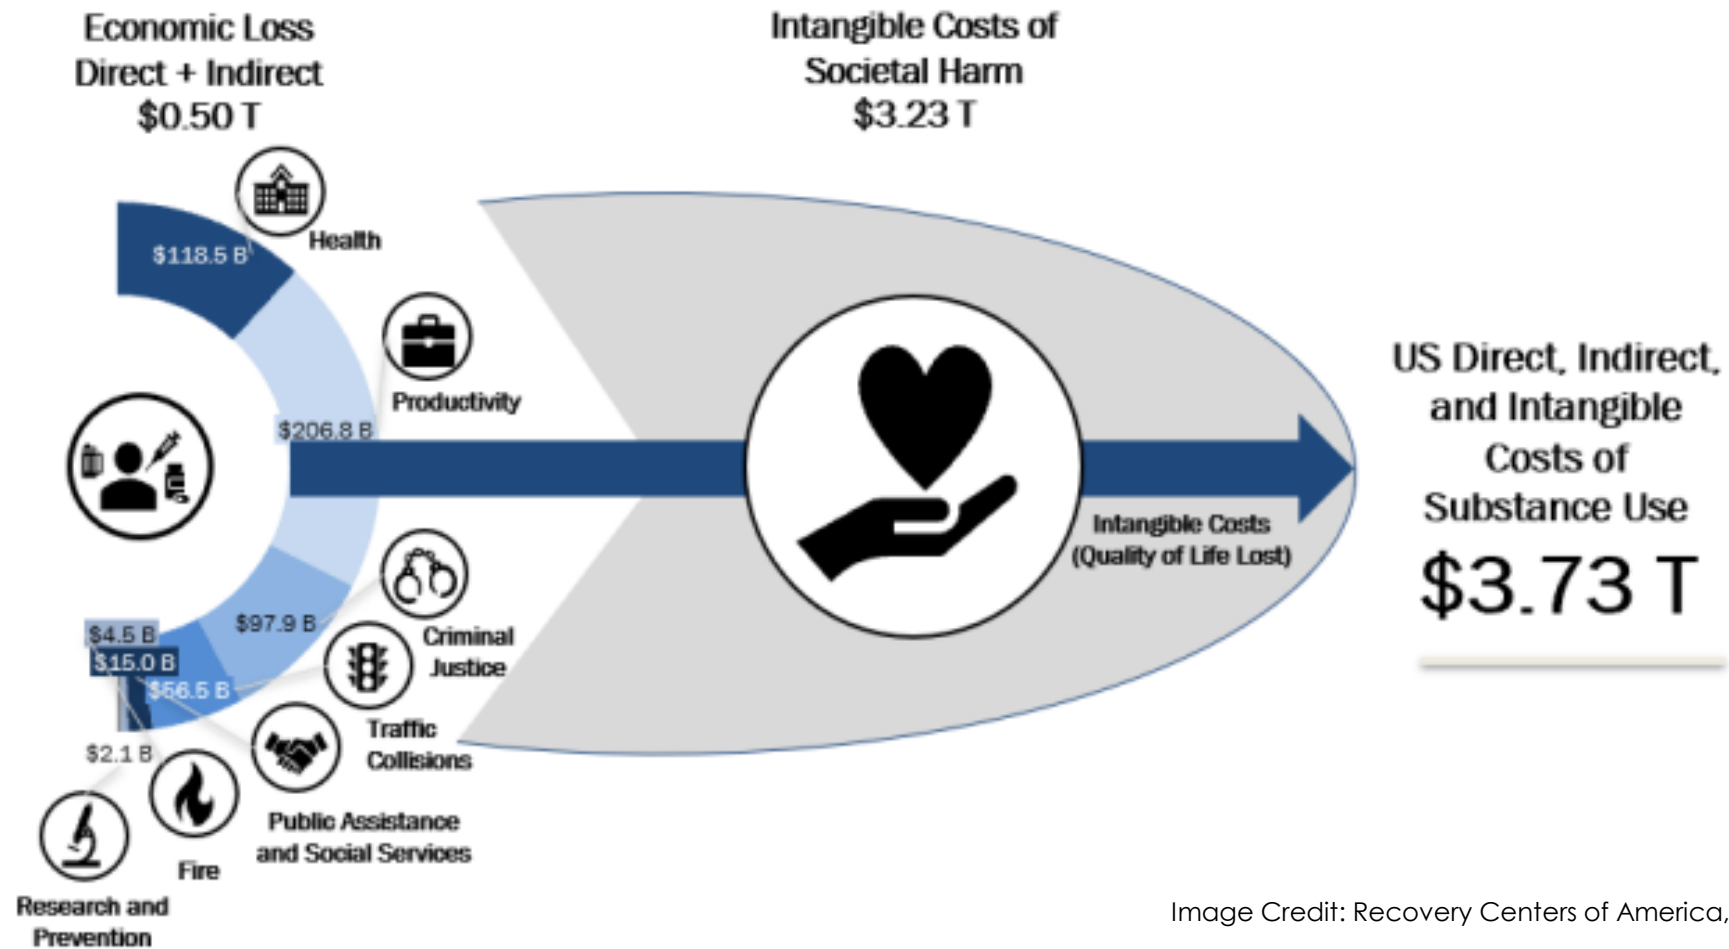 Economic Loss
Direct + Indirect
$0.50 T
Intangible Costs of
Societal Harm
$3.23 T
$118.5 B
Health
$206.8 B
Productivity
$97.9 B
Criminal
Justice
$56.5 B
Traffic
Collisions
$15.0 B
Public Assistance
and Social Services
$4.5 B
Fire
$2.1 B
Research and
Prevention
Intangible Costs
(Quality of Life Lost)
US Direct, Indirect,
and Intangible
Costs of
Substance Use
$3.73 T
Image Credit: Recovery Centers of America,